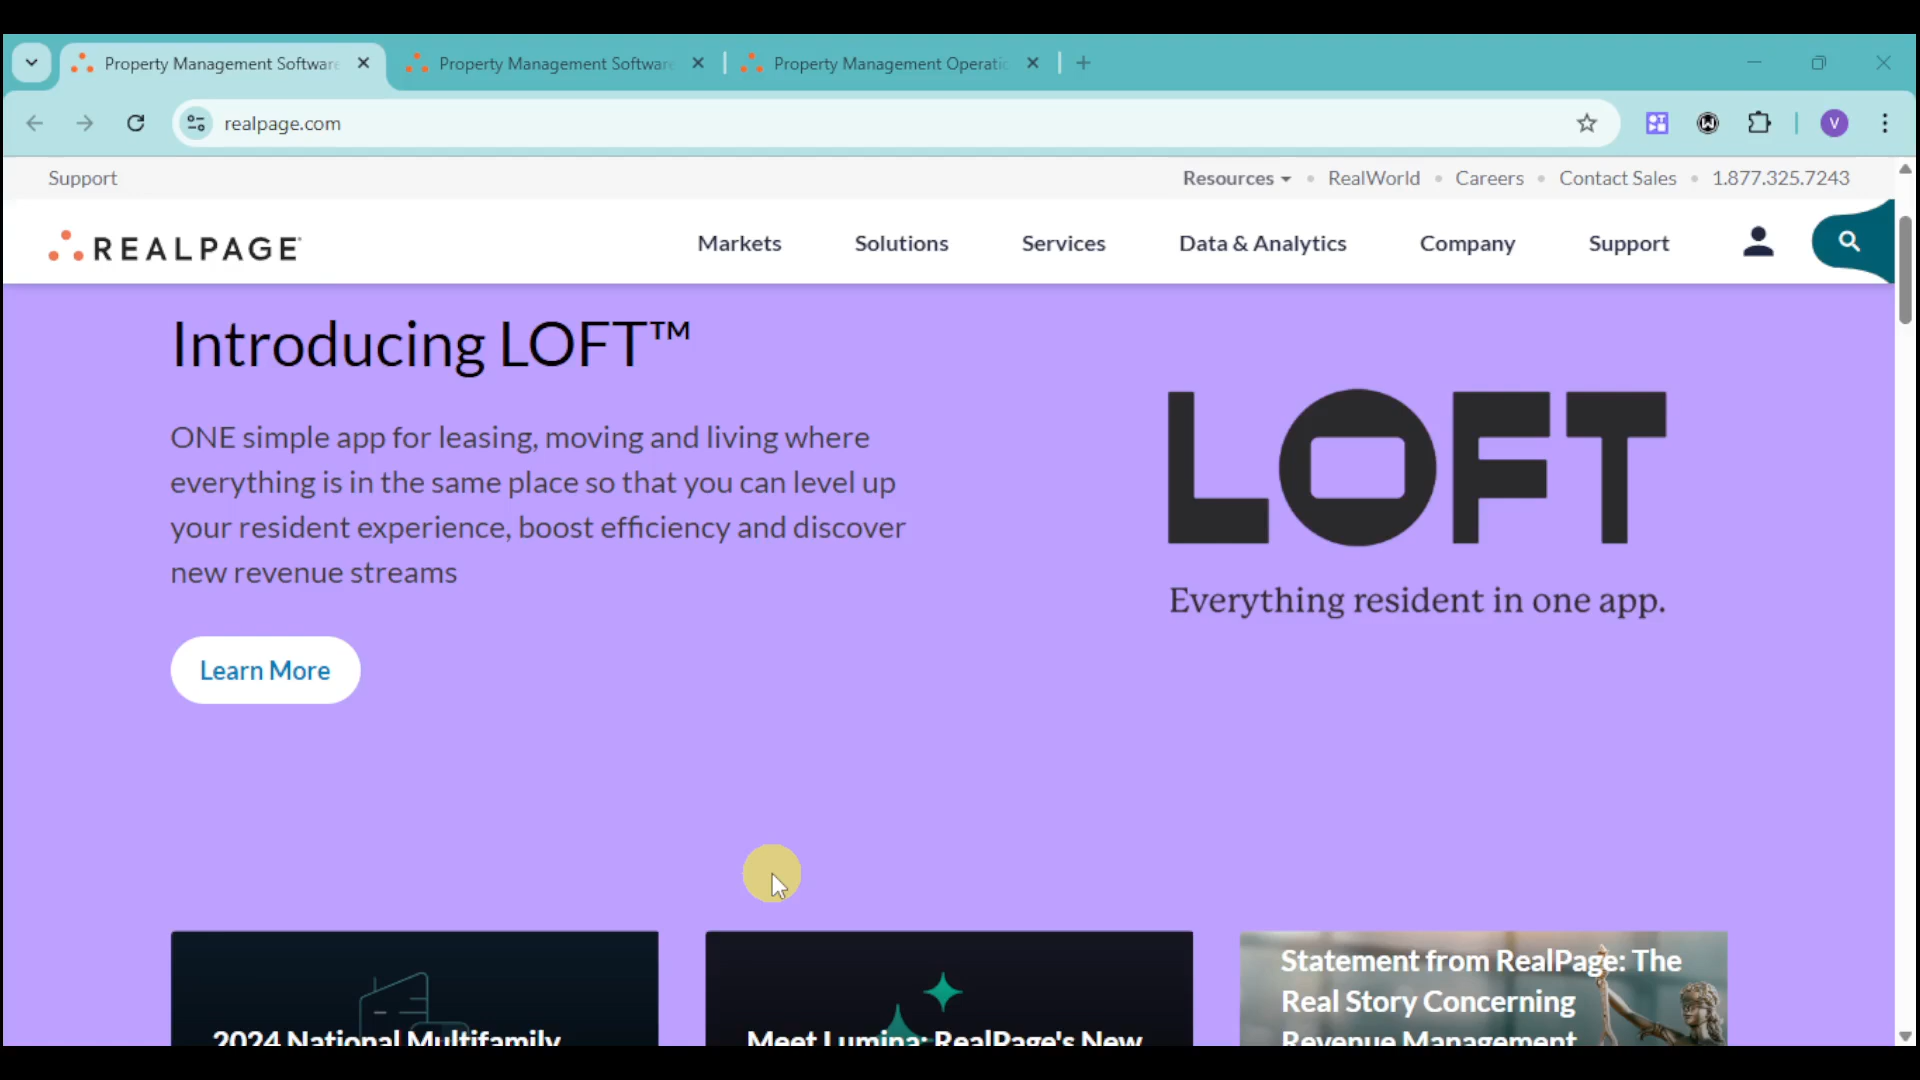 Property Management Software
Property Management Software
Property Management Operati
realpage.com
V
Support
Resources
RealWorld
Careers
Contact Sales
1.877.325.7243
REALPAGE
Markets
Solutions
Services
Data & Analytics
Company
Support
Introducing LOFT™
ONE simple app for leasing, moving and living where
everything is in the same place so that you can level up
your resident experience, boost efficiency and discover
new revenue streams
Learn More
LOFT
Everything resident in one app.
2024 National Multifamily
Meet Lumina: RealPage's New
Statement from RealPage: The
Real Story Concerning
Revenue Management